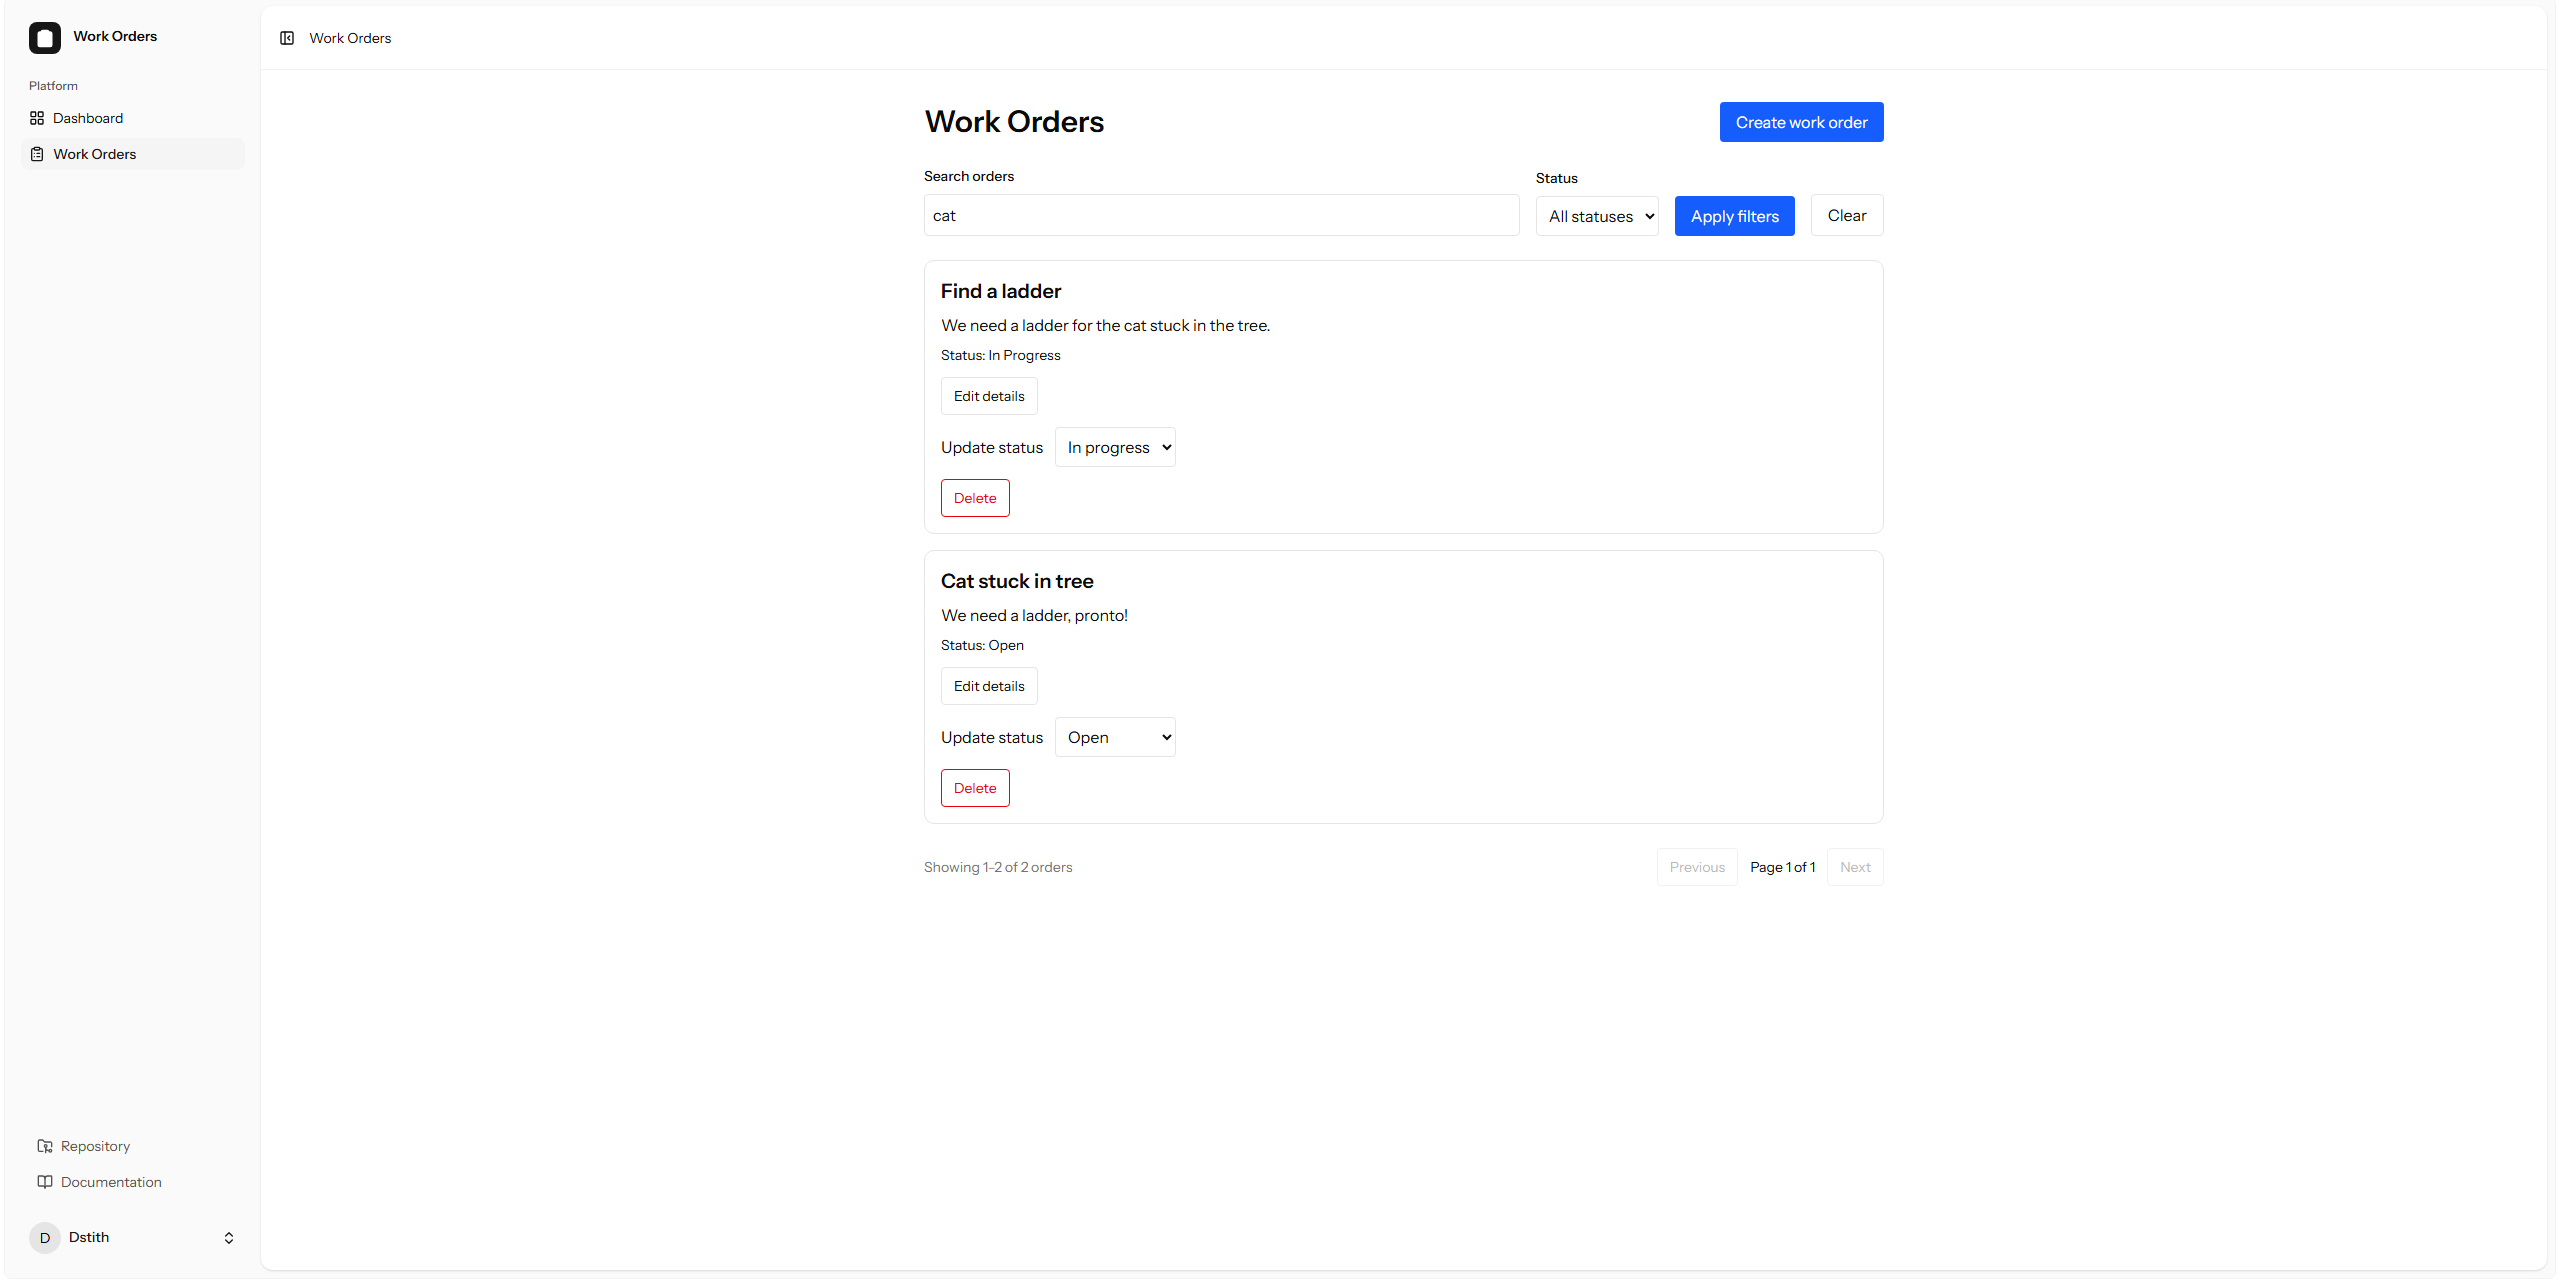 Work Orders
Platform
Dashboard
Work Orders
Repository
Documentation
D Dstith
Work Orders
Work Orders
Create work order
Search orders
Status
cat
All statuses
Apply filters
Clear
Find a ladder
We need a ladder for the cat stuck in the tree.
Status: In Progress
Edit details
Update status In progress
Delete
Cat stuck in tree
We need a ladder, pronto!
Status: Open
Edit details
Update status Open
Delete
Showing 1–2 of 2 orders
Previous Page 1 of 1 Next